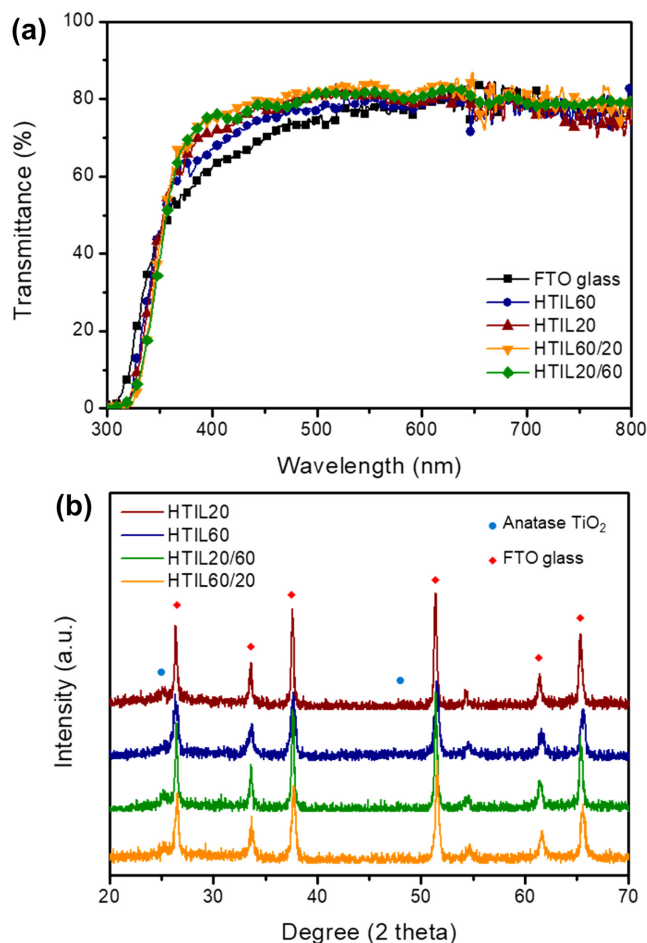 (a)
100
80
60
40
20
0
Transmittance (%)
FTO glass
HTIL60
HTIL20
HTIL60/20
HTIL20/60
300 400 500 600 700 800
Wavelength (nm)
(b)
HTIL20
HTIL60
HTIL20/60
HTIL60/20
Anatase TiO₂
FTO glass
Intensity (a.u.)
20 30 40 50 60 70
Degree (2 theta)